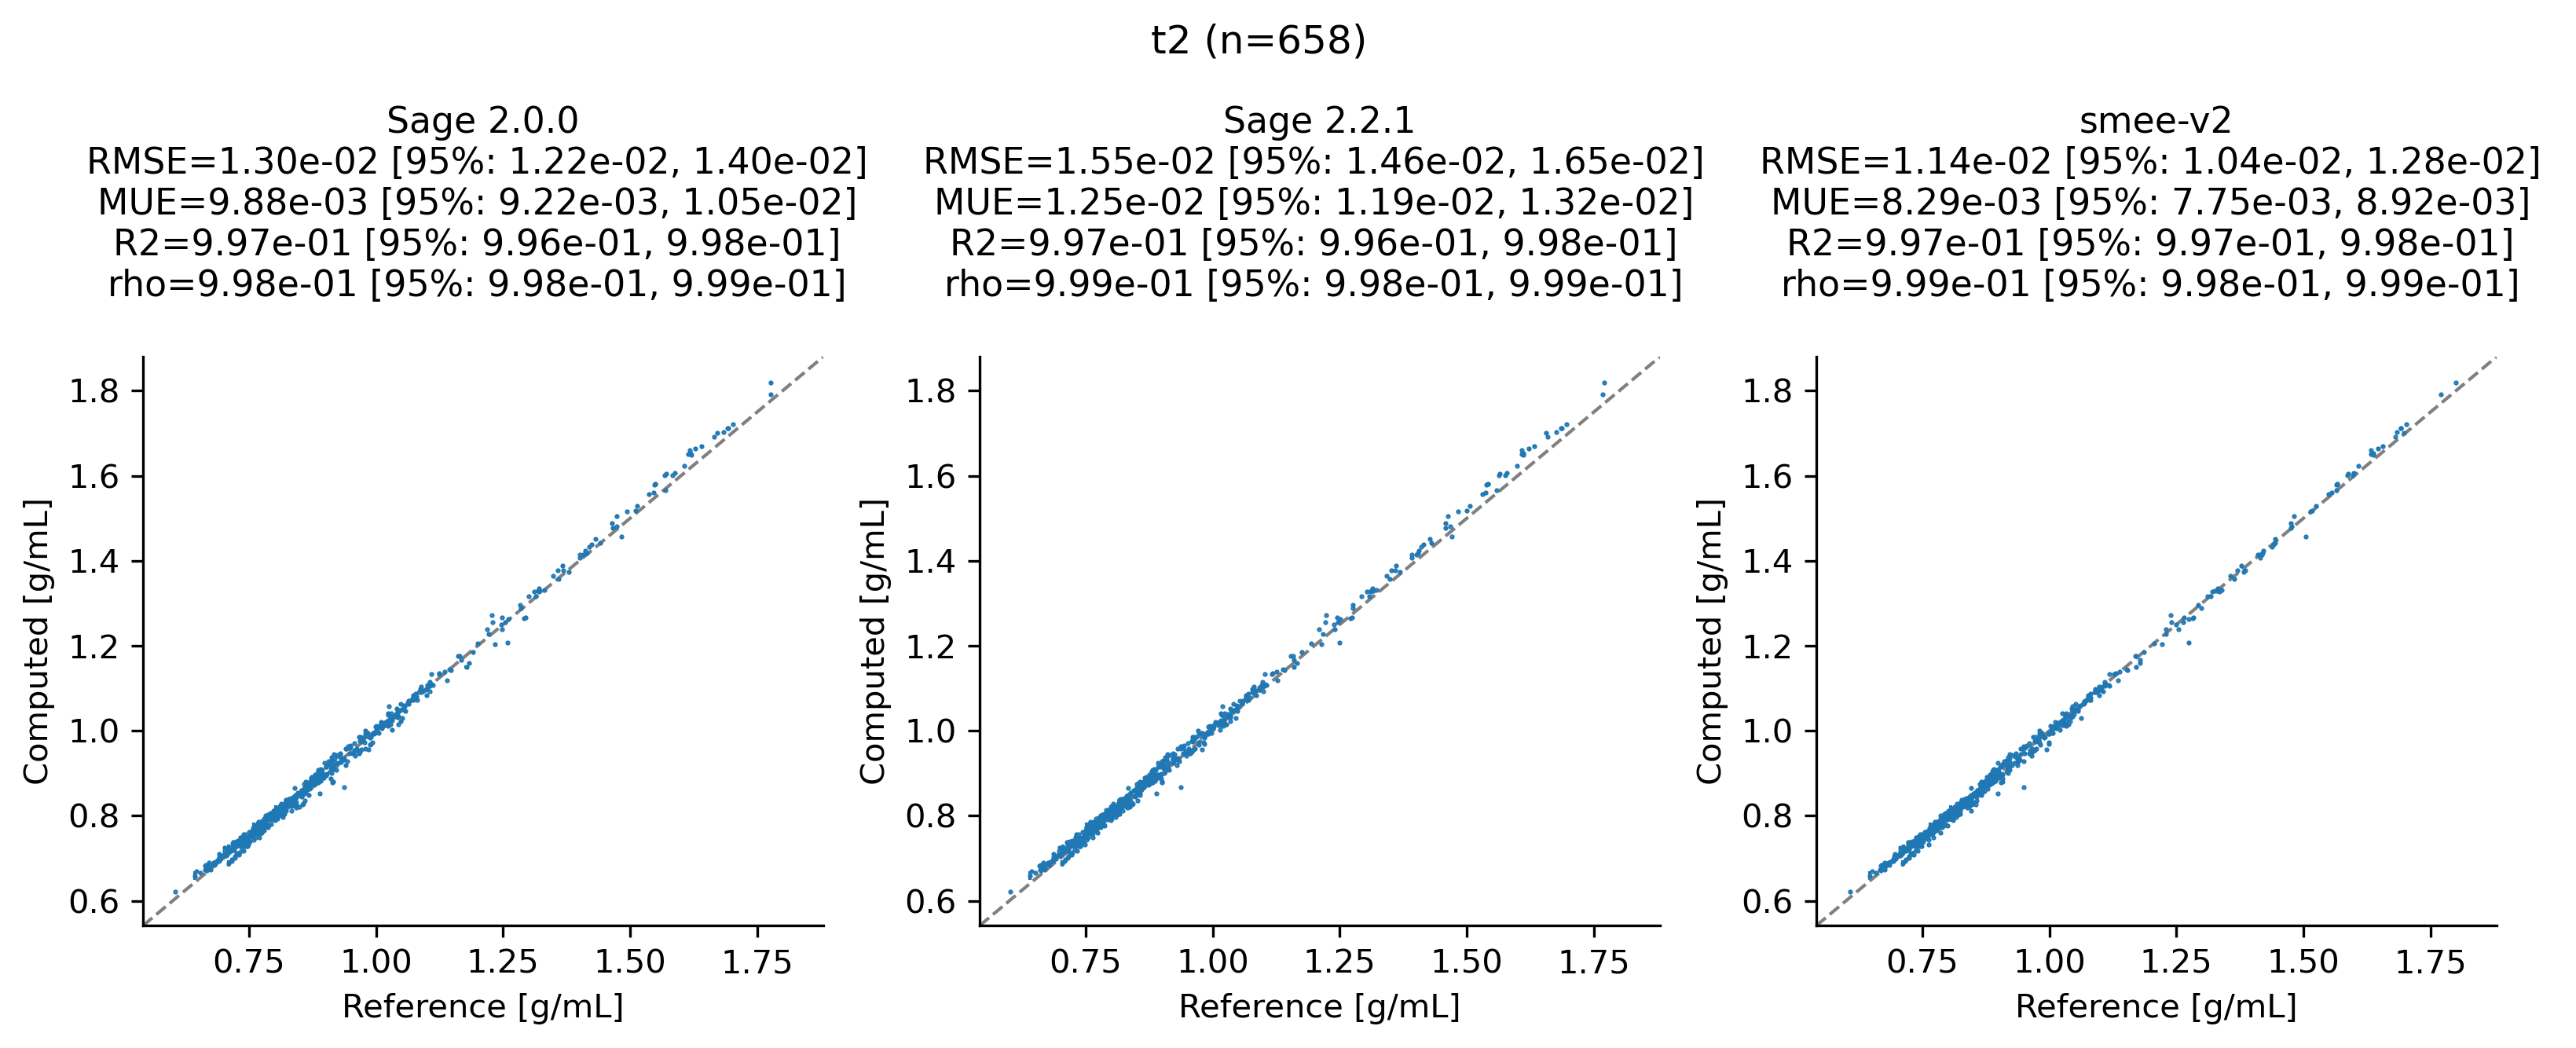 t2 (n=658)
Sage 2.0.0
RMSE=1.30e-02 [95%: 1.22e-02, 1.40e-02]
MUE=9.88e-03 [95%: 9.22e-03, 1.05e-02]
R2=9.97e-01 [95%: 9.96e-01, 9.98e-01]
rho=9.98e-01 [95%: 9.98e-01, 9.99e-01]
1.8
1.6
1.4
1.2
1.0
0.8
0.6
Computed [g/mL]
0.75 1.00 1.25 1.50 1.75
Reference [g/mL]
Sage 2.2.1
RMSE=1.55e-02 [95%: 1.46e-02, 1.65e-02]
MUE=1.25e-02 [95%: 1.19e-02, 1.32e-02]
R2=9.97e-01 [95%: 9.96e-01, 9.98e-01]
rho=9.99e-01 [95%: 9.98e-01, 9.99e-01]
1.8
1.6
1.4
1.2
1.0
0.8
0.6
Computed [g/mL]
0.75 1.00 1.25 1.50 1.75
Reference [g/mL]
smee-v2
RMSE=1.14e-02 [95%: 1.04e-02, 1.28e-02]
MUE=8.29e-03 [95%: 7.75e-03, 8.92e-03]
R2=9.97e-01 [95%: 9.97e-01, 9.98e-01]
rho=9.99e-01 [95%: 9.98e-01, 9.99e-01]
1.8
1.6
1.4
1.2
1.0
0.8
0.6
Computed [g/mL]
0.75 1.00 1.25 1.50 1.75
Reference [g/mL]